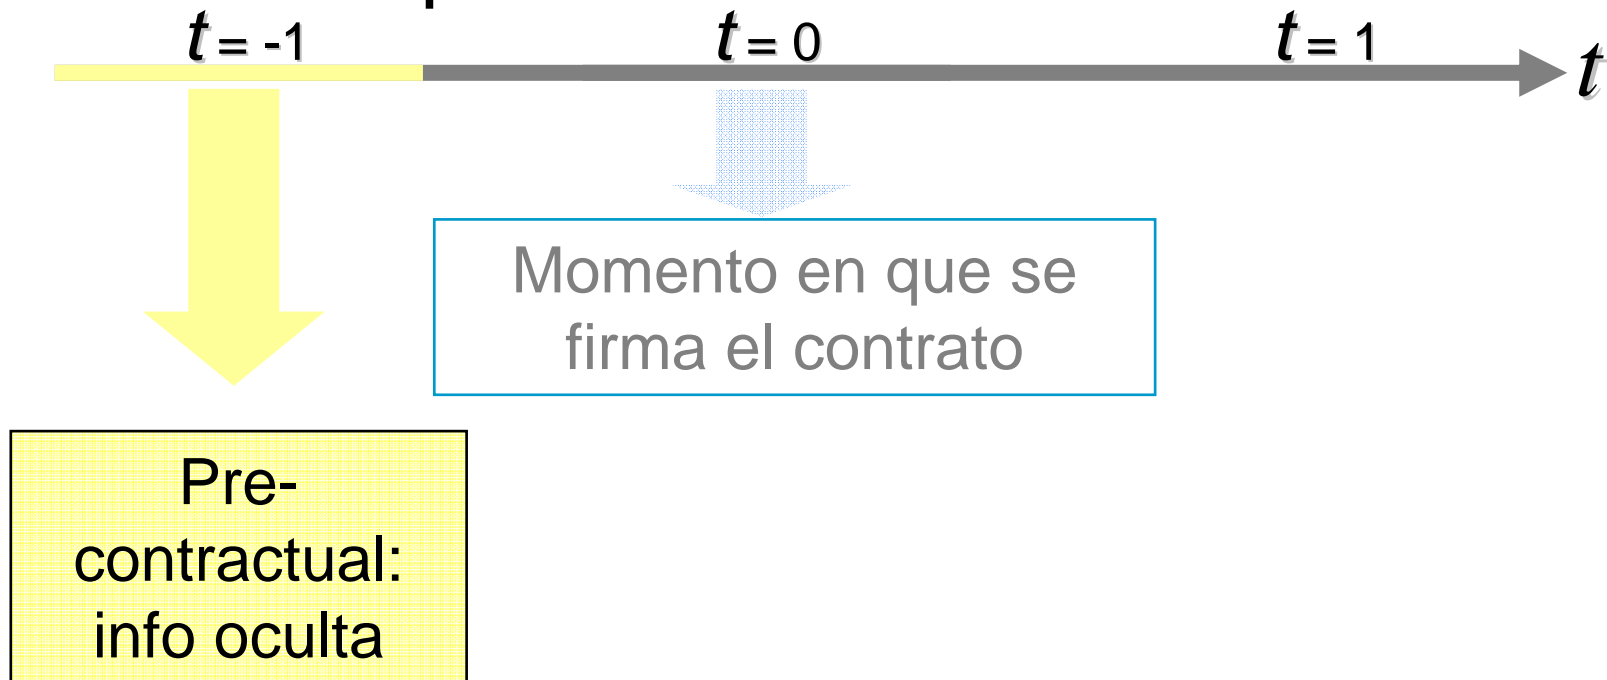 t = -1 t = 0 t = 1
t
Momento en que se
firma el contrato
Pre-
contractual:
info oculta